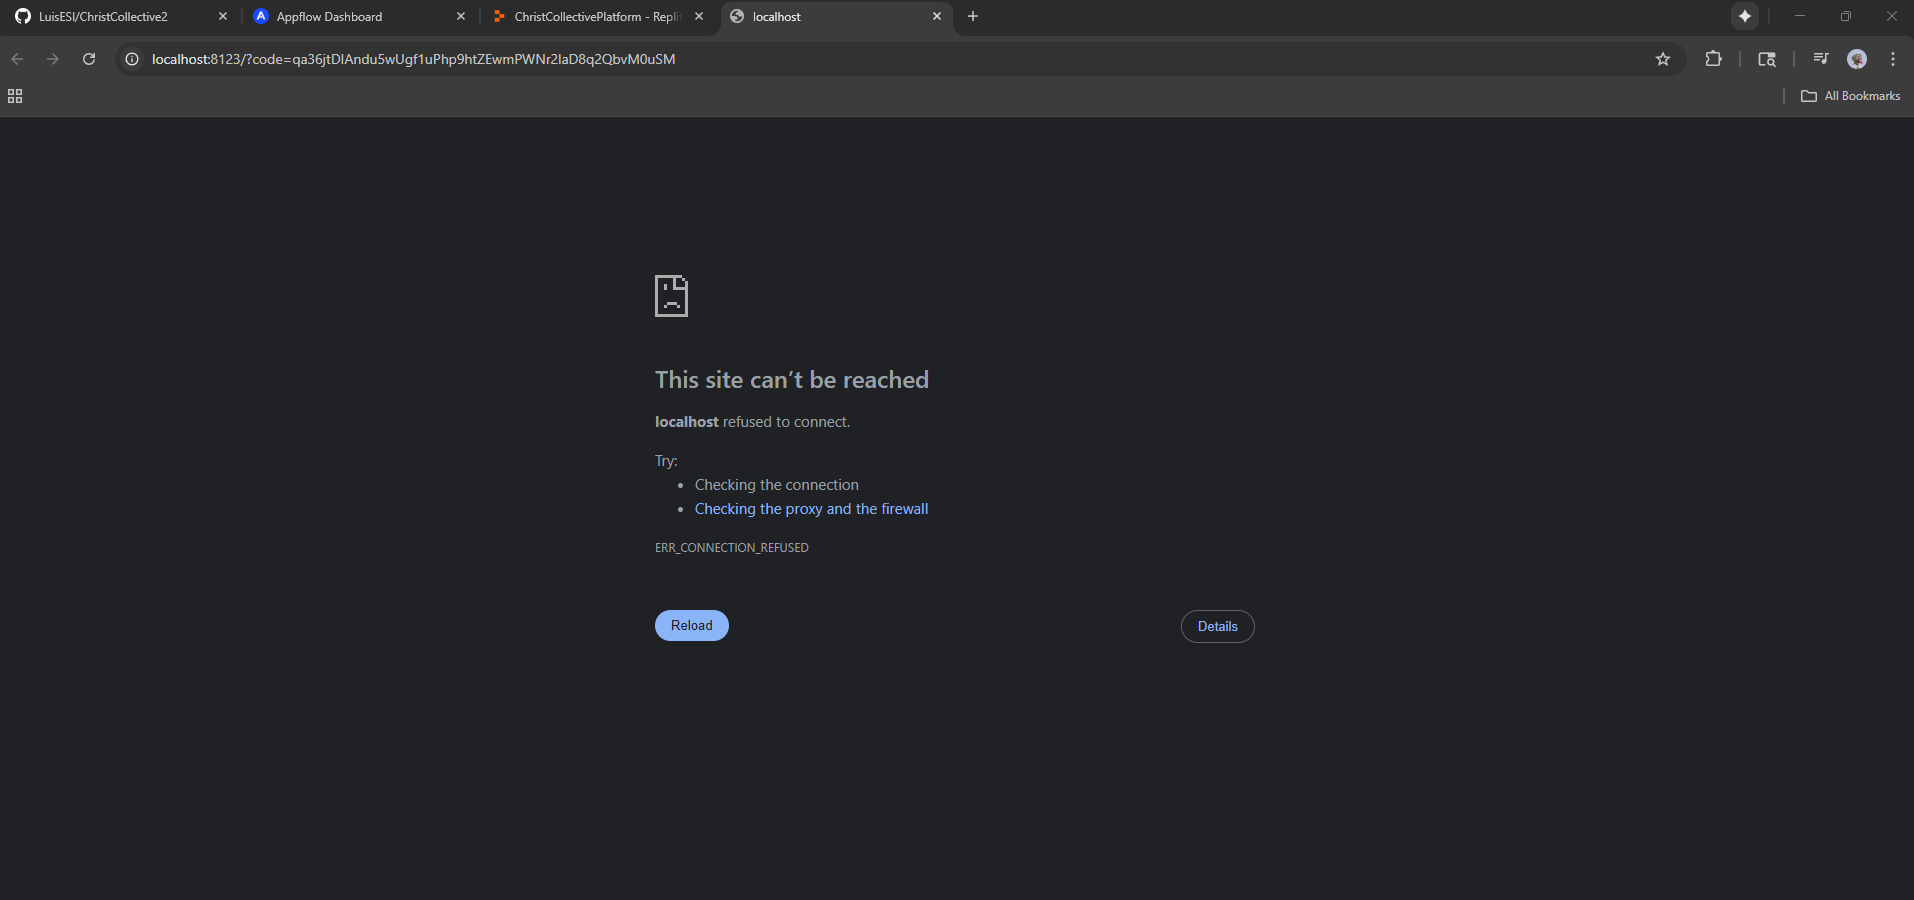 LuisESI/ChristCollective2
Appflow Dashboard
ChristCollectivePlatform - Repli
localhost
localhost:8123/?code=qa36jtDIAndu5wUgf1uPhp9htZEwmPWNr2laD8q2QbvM0uSM
All Bookmarks
This site can’t be reached
localhost refused to connect.
Try:
Checking the connection
Checking the proxy and the firewall
ERR_CONNECTION_REFUSED
Reload
Details